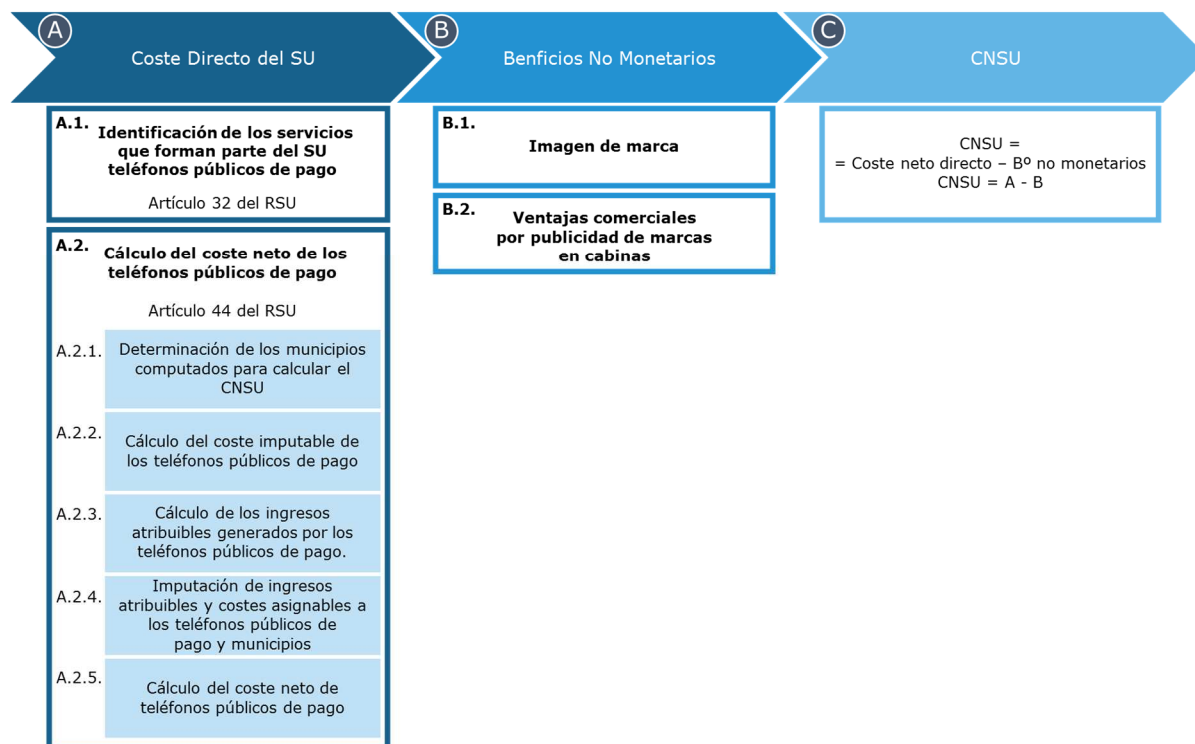 A
Coste Directo del SU
A.1.
Identificación de los servicios
que forman parte del SU
teléfonos públicos de pago
Artículo 32 del RSU
A.2.
Cálculo del coste neto de los
teléfonos públicos de pago
Artículo 44 del RSU
A.2.1.
Determinación de los municipios
computados para calcular el
CNSU
A.2.2.
Cálculo del coste imputable de
los teléfonos públicos de pago
A.2.3.
Cálculo de los ingresos
atribuibles generados por los
teléfonos públicos de pago.
A.2.4.
Imputación de ingresos
atribuibles y costes asignables a
los teléfonos públicos de
pago y municipios
A.2.5.
Cálculo del coste neto de
teléfonos públicos de pago
B
Benficios No Monetarios
B.1.
Imagen de marca
B.2.
Ventajas comerciales
por publicidad de marcas
en cabinas
C
CNSU
CNSU =
= Coste neto directo – Bº no monetarios
CNSU = A - B